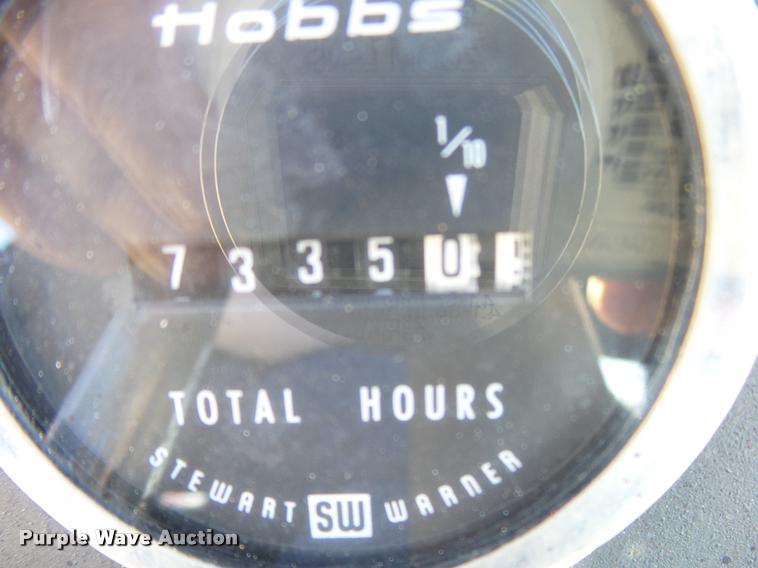 Hobbs
1/10
7 3 3 5 0
TOTAL HOURS
STEWART SW WARNER
Purple Wave Auction